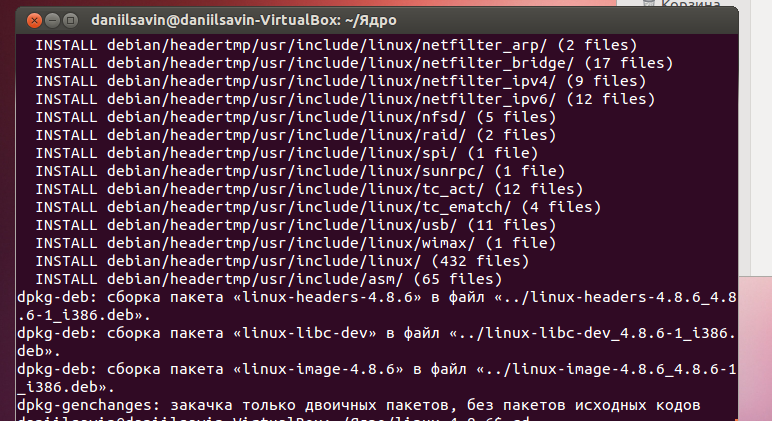 Корзина
daniilsavin@daniilsavin-VirtualBox: ~/Ядро
INSTALL debian/headertmp/usr/include/linux/netfilter_arp/ (2 files)
INSTALL debian/headertmp/usr/include/linux/netfilter_bridge/ (17 files)
INSTALL debian/headertmp/usr/include/linux/netfilter_ipv4/ (9 files)
INSTALL debian/headertmp/usr/include/linux/netfilter_ipv6/ (12 files)
INSTALL debian/headertmp/usr/include/linux/nfsd/ (5 files)
INSTALL debian/headertmp/usr/include/linux/raid/ (2 files)
INSTALL debian/headertmp/usr/include/linux/spi/ (1 file)
INSTALL debian/headertmp/usr/include/linux/sunrpc/ (1 file)
INSTALL debian/headertmp/usr/include/linux/tc_act/ (12 files)
INSTALL debian/headertmp/usr/include/linux/tc_ematch/ (4 files)
INSTALL debian/headertmp/usr/include/linux/usb/ (11 files)
INSTALL debian/headertmp/usr/include/linux/wimax/ (1 file)
INSTALL debian/headertmp/usr/include/linux/ (432 files)
INSTALL debian/headertmp/usr/include/asm/ (65 files)
dpkg-deb: сборка пакета «linux-headers-4.8.6» в файл «../linux-headers-4.8.6_4.8
.6-1_i386.deb».
dpkg-deb: сборка пакета «linux-libc-dev» в файл «../linux-libc-dev_4.8.6-1_i386.
deb».
dpkg-deb: сборка пакета «linux-image-4.8.6» в файл «../linux-image-4.8.6_4.8.6-1
_i386.deb».
dpkg-genchanges: закачка только двоичных пакетов, без пакетов исходных кодов
daniilsavin@daniilsavin-VirtualBox:~/Ядро/linux-4.8.6$ cd